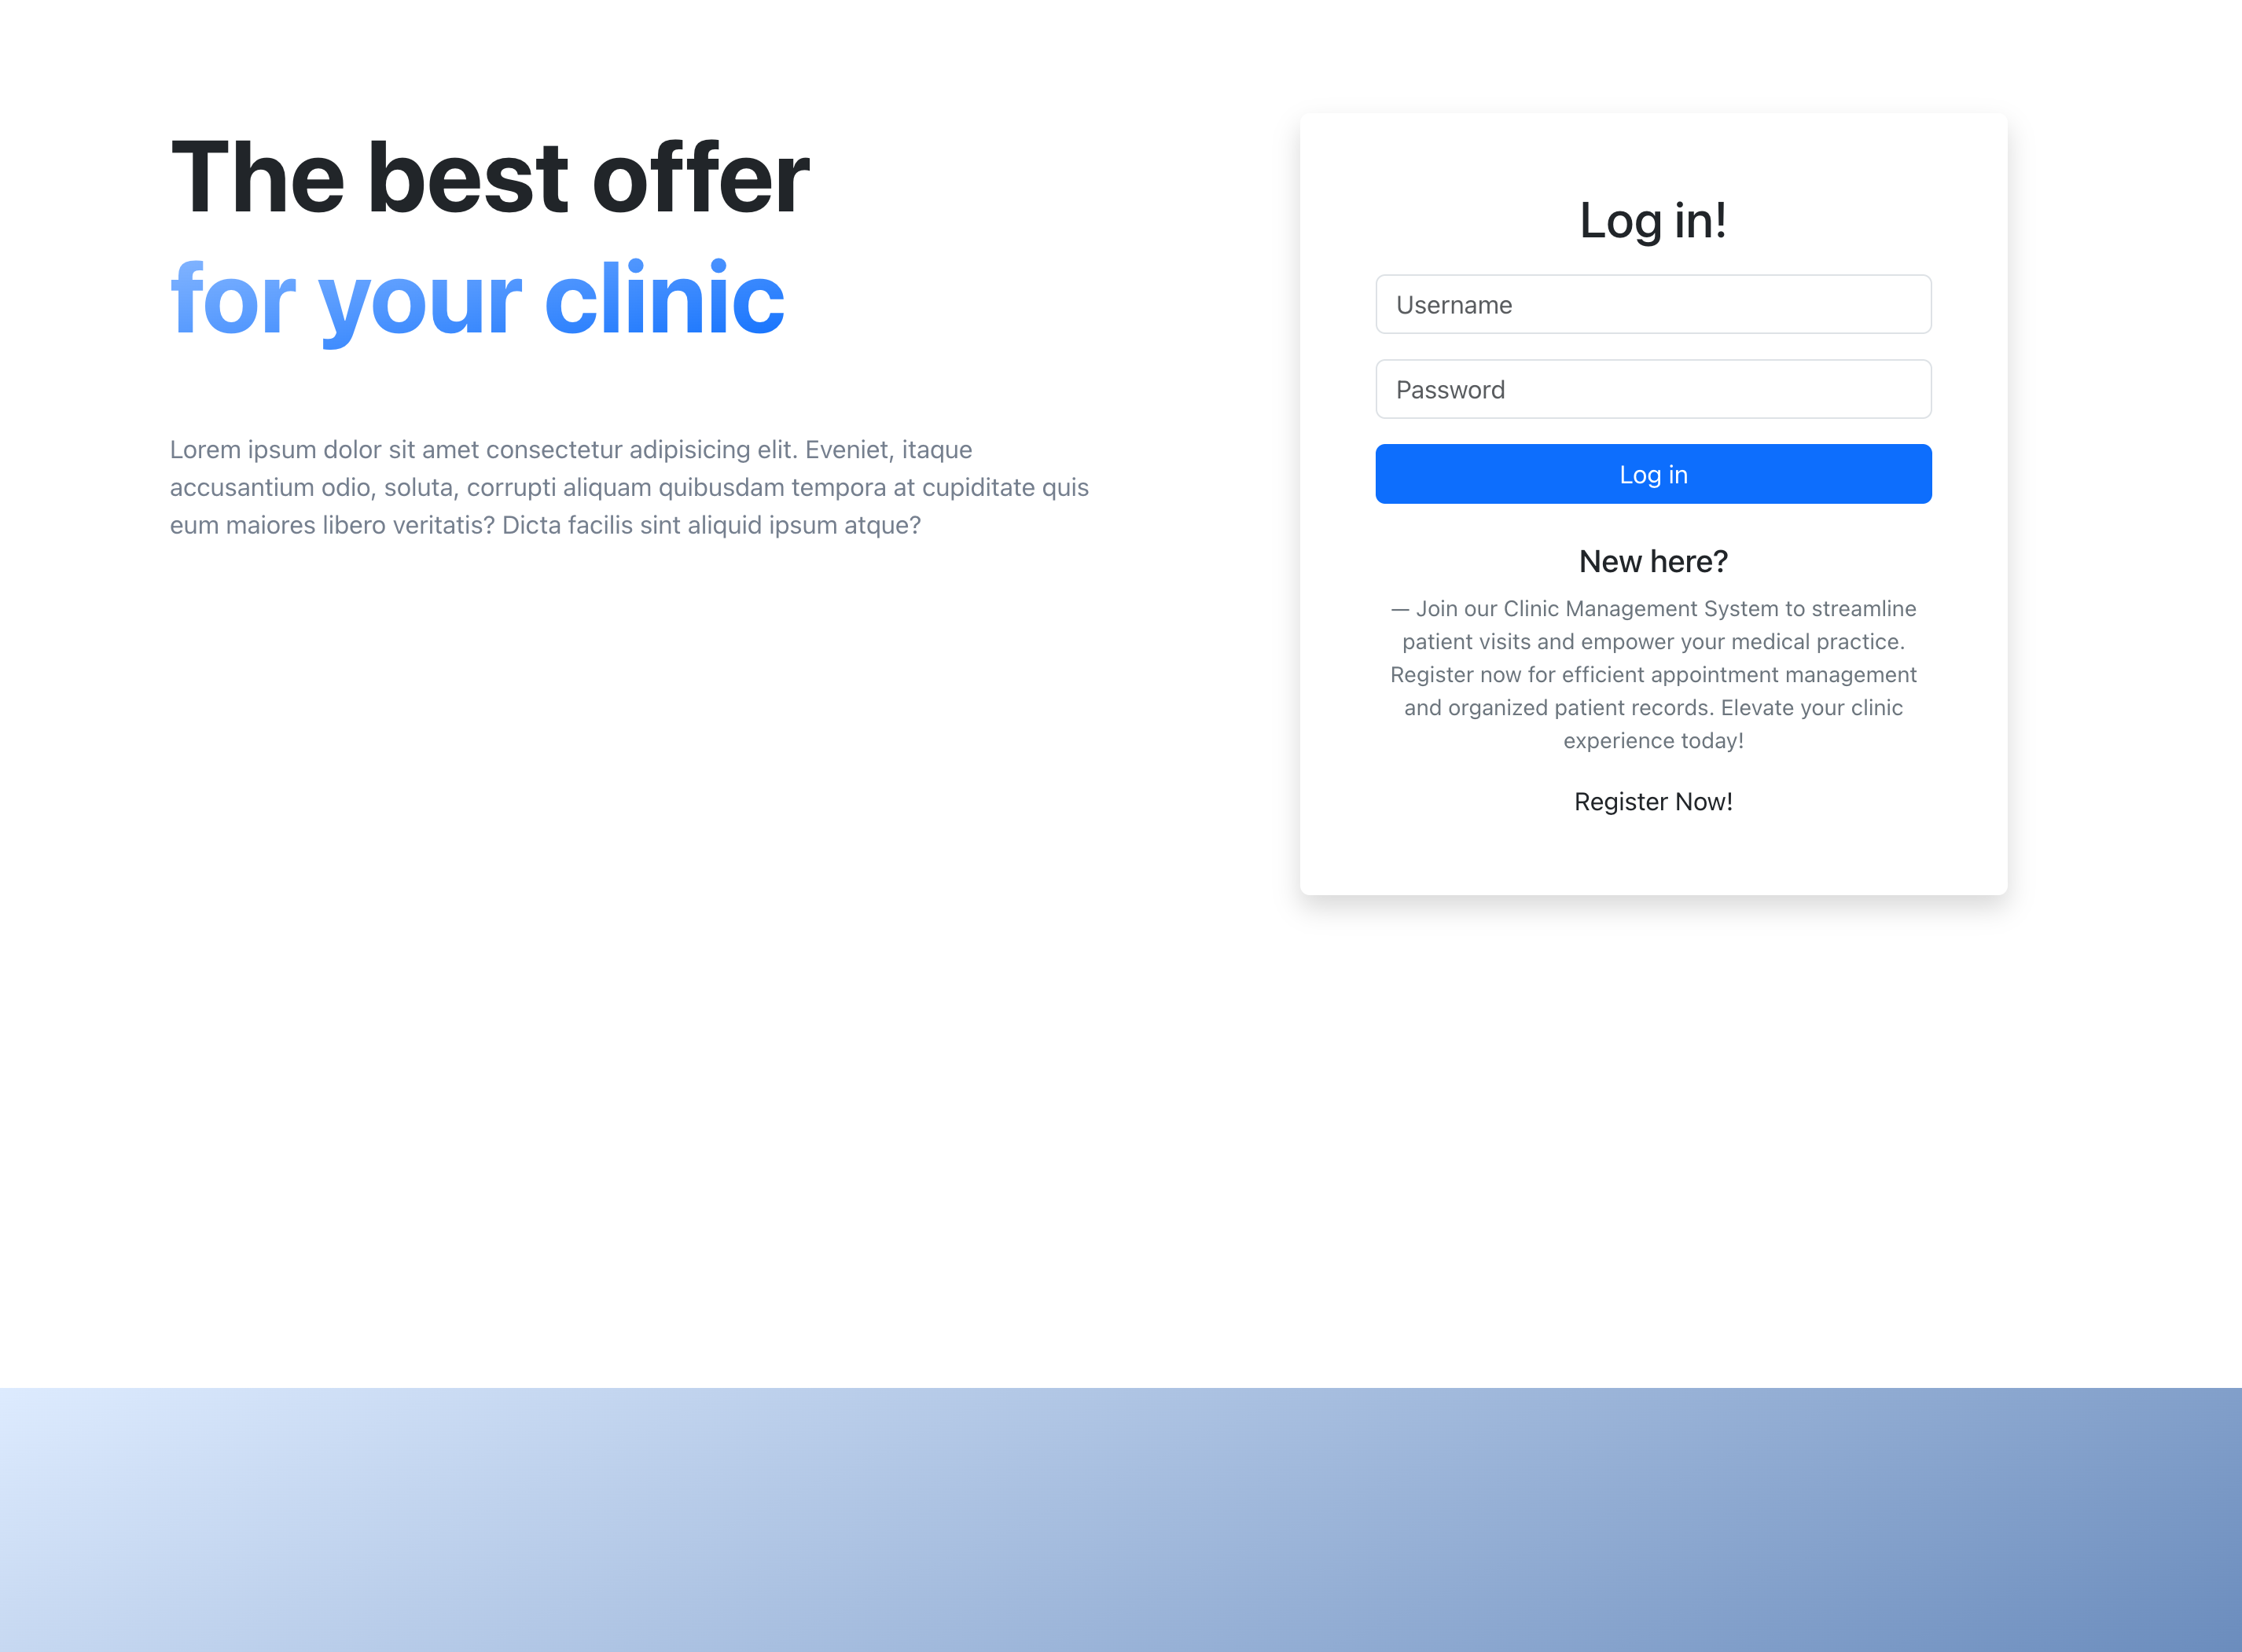 The best offer
for your clinic
Lorem ipsum dolor sit amet consectetur adipisicing elit. Eveniet, itaque
accusantium odio, soluta, corrupti aliquam quibusdam tempora at cupiditate quis
eum maiores libero veritatis? Dicta facilis sint aliquid ipsum atque?
Log in!
Username
Password
Log in
New here?
— Join our Clinic Management System to streamline
patient visits and empower your medical practice.
Register now for efficient appointment management
and organized patient records. Elevate your clinic
experience today!
Register Now!